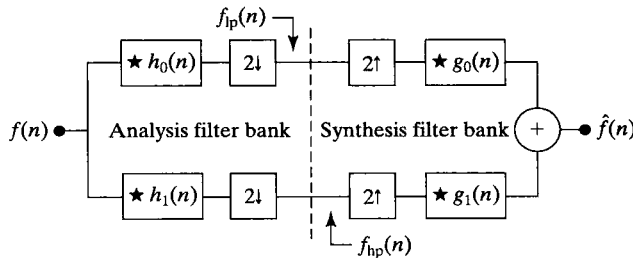 f_lp(n)
★ h_0(n) 2↓ 2↑ ★ g_0(n)
f(n) Analysis filter bank Synthesis filter bank + f̂(n)
★ h_1(n) 2↓ 2↑ ★ g_1(n)
f_hp(n)